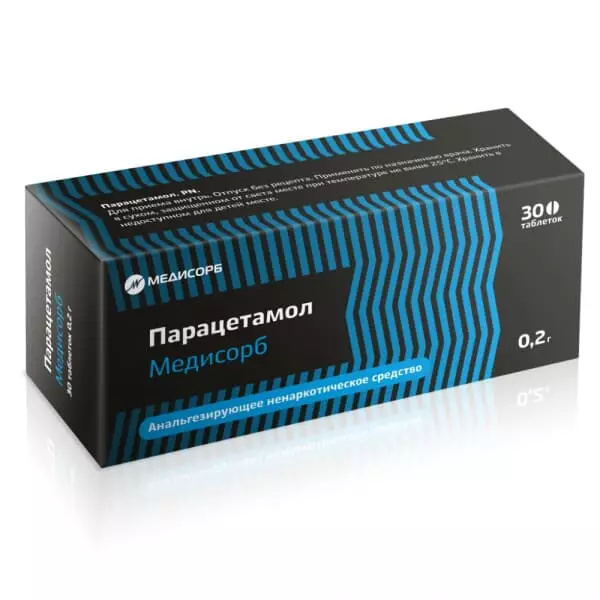 Парацетамол. PN.
Для приема внутрь. Отпуск без рецепта. Применять по назначению врача. Хранить
в сухом, защищенном от света месте при температуре не выше 25°С. Хранить в
недоступном для детей месте.
30
таблеток
МЕДИСОРБ
Парацетамол
Медисорб
0,2 г
Анальгезирующее ненаркотическое средство
Парацетамол
Медисорб
30 таблеток 0,2 г